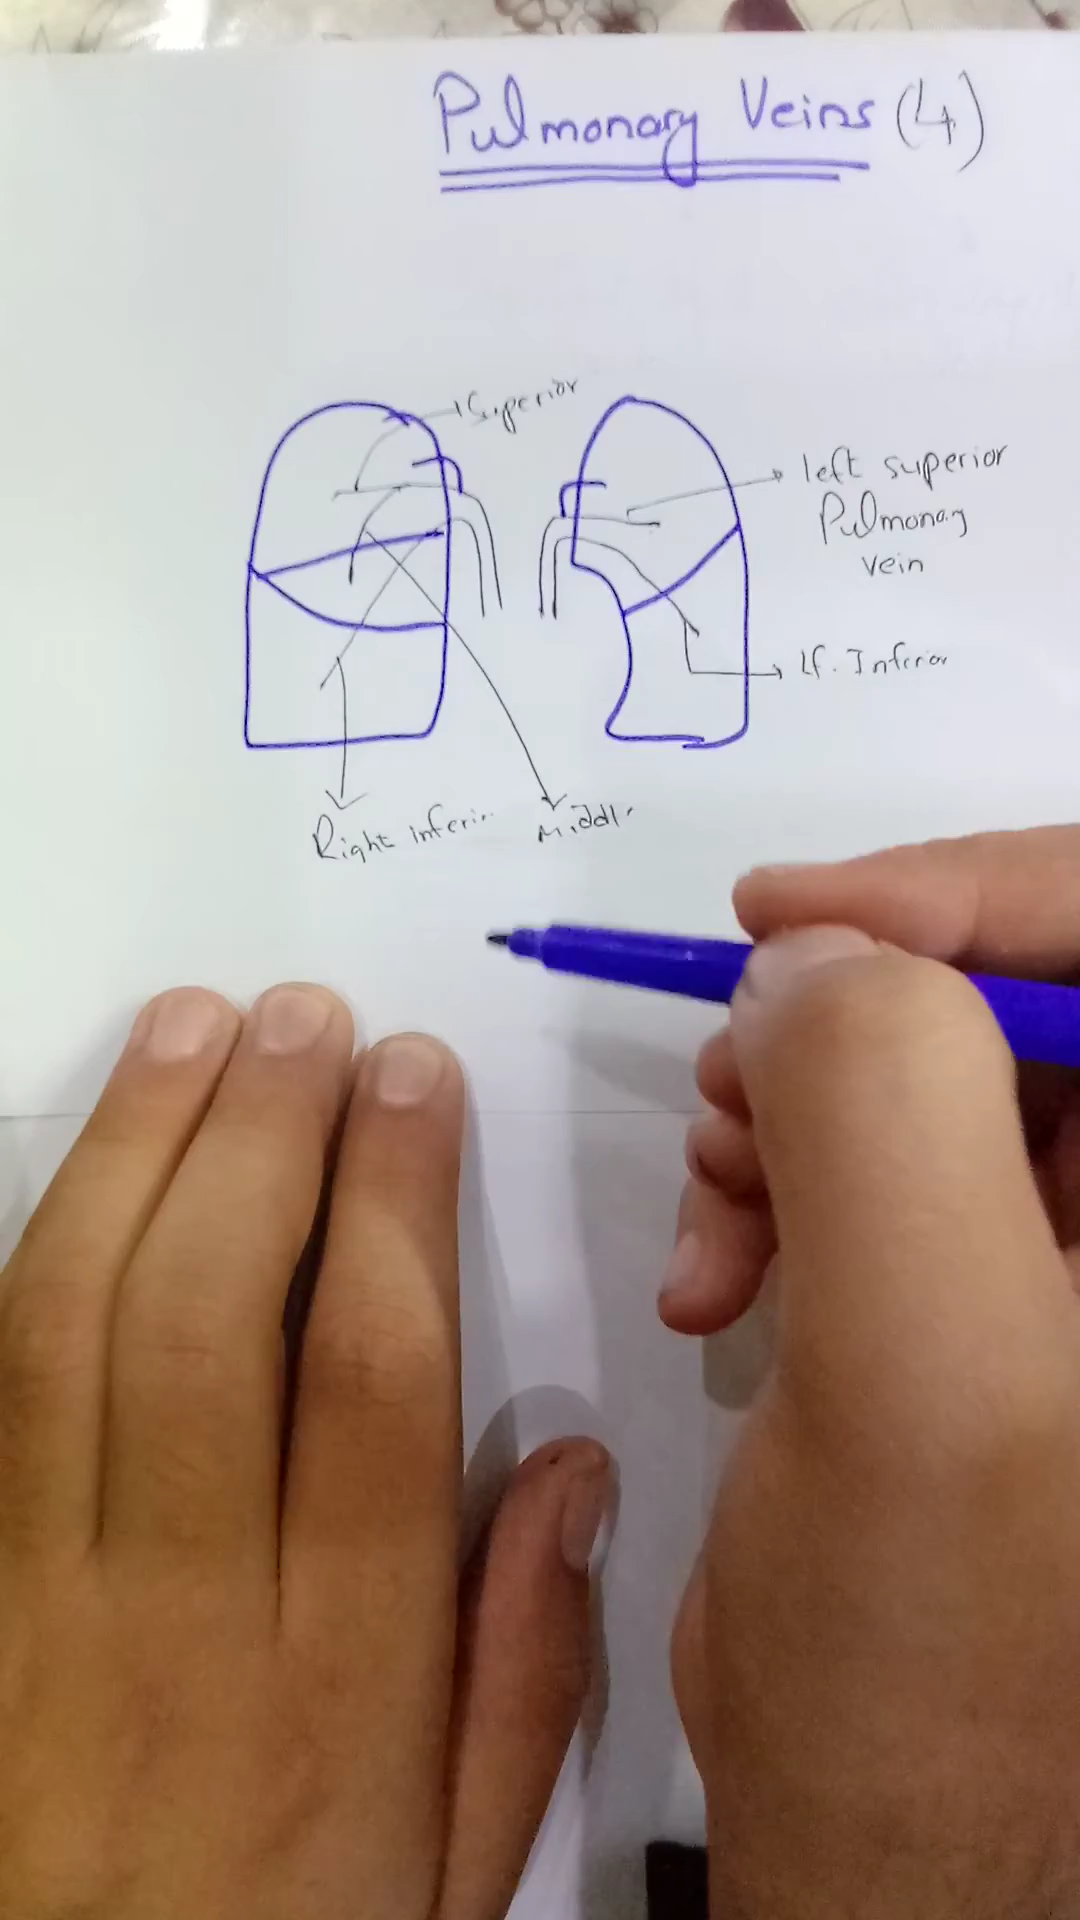 Pulmonary Veins (4)
Superior
left superior
Pulmonary
vein
Lf. Inferior
Right inferior
Middle